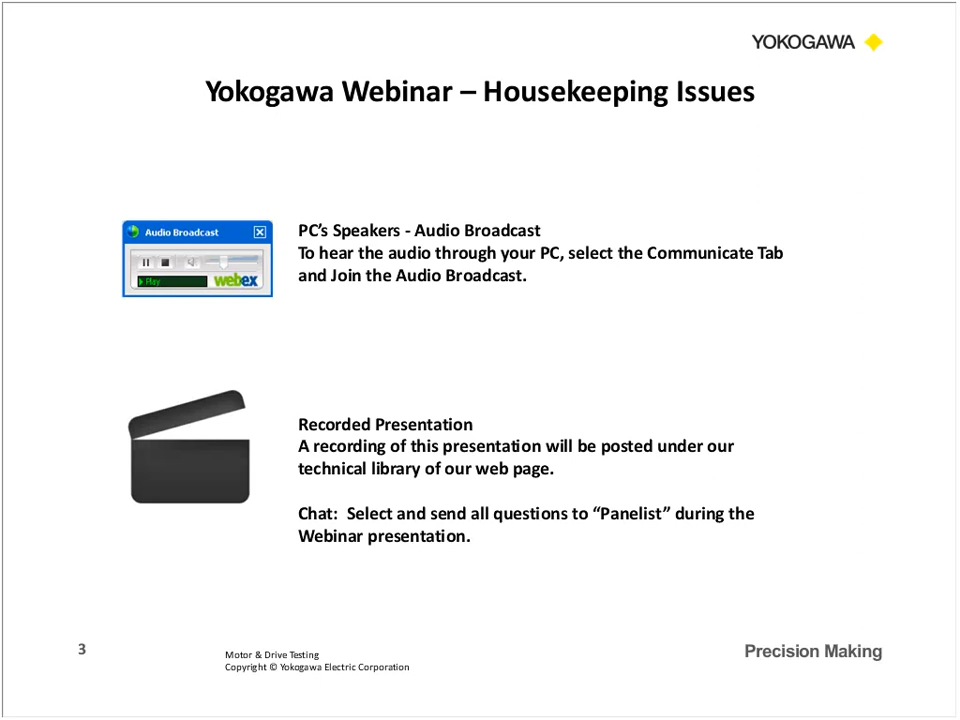 YOKOGAWA
Yokogawa Webinar – Housekeeping Issues
Audio Broadcast
Play
webex
PC’s Speakers - Audio Broadcast
To hear the audio through your PC, select the Communicate Tab
and Join the Audio Broadcast.
Recorded Presentation
A recording of this presentation will be posted under our
technical library of our web page.
Chat:  Select and send all questions to “Panelist” during the
Webinar presentation.
3
Motor & Drive Testing
Copyright © Yokogawa Electric Corporation
Precision Making